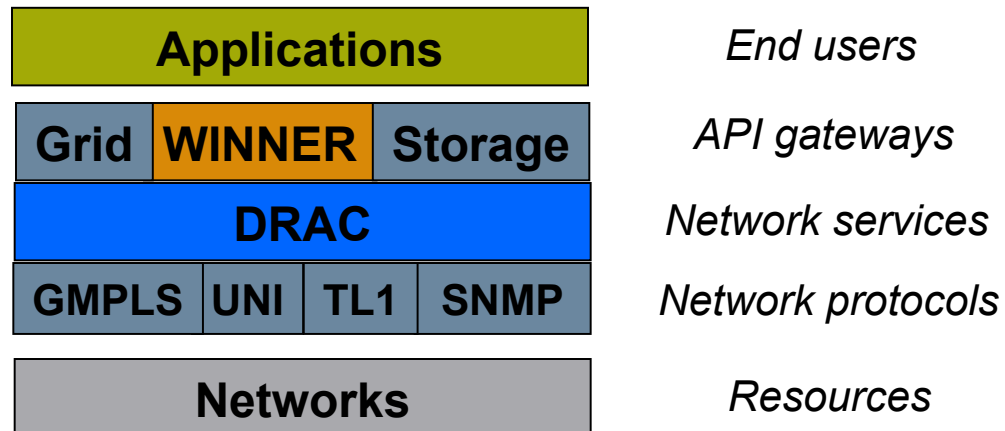 Applications End users
Grid WINNER Storage API gateways
DRAC Network services
GMPLS UNI TL1 SNMP Network protocols
Networks Resources